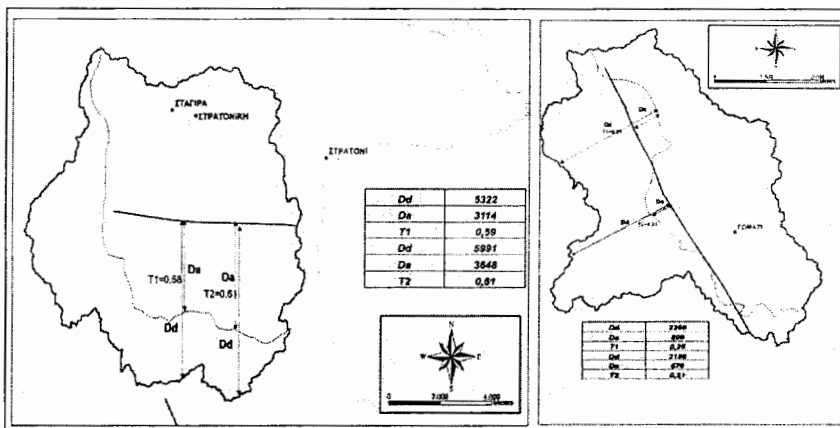 ΣΤΑΓΙΡΑ
ΣΤΡΑΤΟΝΙΚΗ
ΣΤΡΑΤΟΝΙ
Dd 5322
Da 3114
T1 0,59
Dd 5991
Da 3648
T2 0,61
Da
T1=0,58
Da
T2=0,61
Dd
Dd
N
W E
S
0 2.000 4.000
Da
Dd
Da
Dd
ΓΟΜΑΤΙ
Dd
Da
T1
Dd
Da
T2